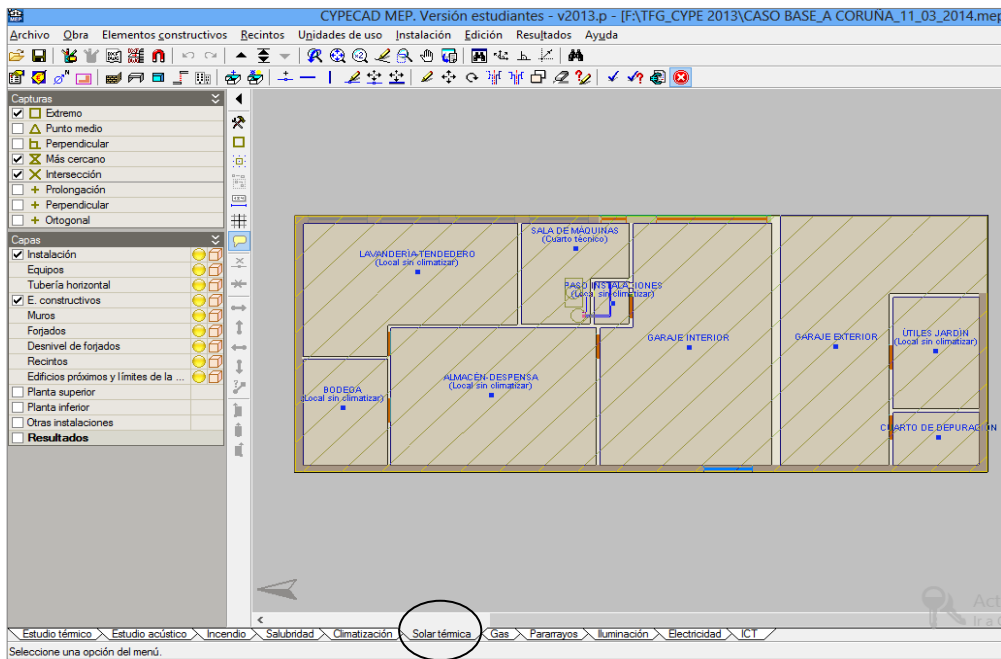 CYPECAD MEP. Versión estudiantes - v2013.p - [F:\TFG_CYPE 2013\CASO BASE_A CORUÑA_11_03_2014.mep
Archivo Obra Elementos constructivos Recintos Unidades de uso Instalación Edición Resultados Ayuda
Capturas
Extremo
Punto medio
Perpendicular
Más cercano
Intersección
Prolongación
Perpendicular
Ortogonal
Capas
Instalación
Equipos
Tubería horizontal
E. constructivos
Muros
Forjados
Desnivel de forjados
Recintos
Edificios próximos y límites de la ...
Planta superior
Planta inferior
Otras instalaciones
Resultados
SALA DE MÁQUINAS
(Cuarto técnico)
LAVANDERÍA-TENDEDERO
(Local sin climatizar)
PASO INSTALACIONES
(Local sin climatizar)
GARAJE INTERIOR
GARAJE EXTERIOR
ÚTILES JARDÍN
(Local sin climatizar)
ALMACÉN-DESPENSA
(Local sin climatizar)
BODEGA
(Local sin climatizar)
CUARTO DE DEPURACIÓN
Act
Ir a C
Estudio térmico Estudio acústico Incendio Salubridad Climatización Solar térmica Gas Pararrayos Iluminación Electricidad ICT
Seleccione una opción del menú.